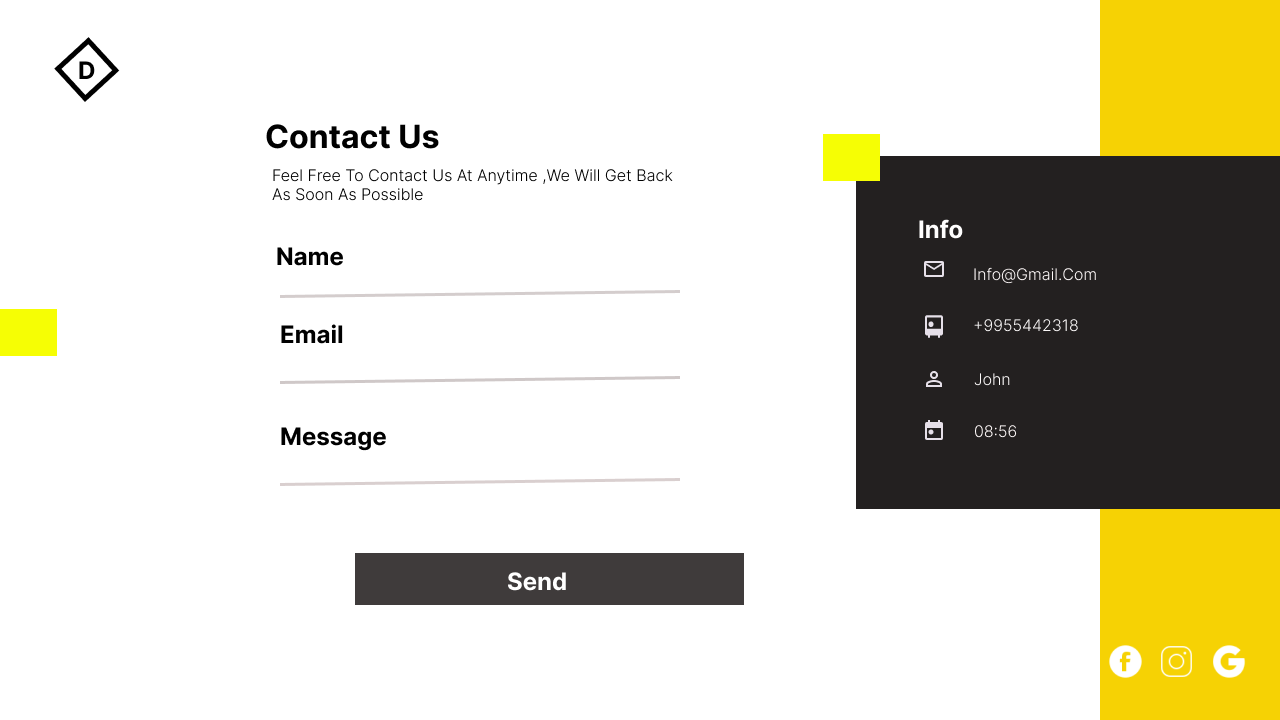 D
Contact Us
Feel Free To Contact Us At Anytime ,We Will Get Back
As Soon As Possible
Name
Email
Message
Send
Info
Info@Gmail.Com
+9955442318
John
08:56